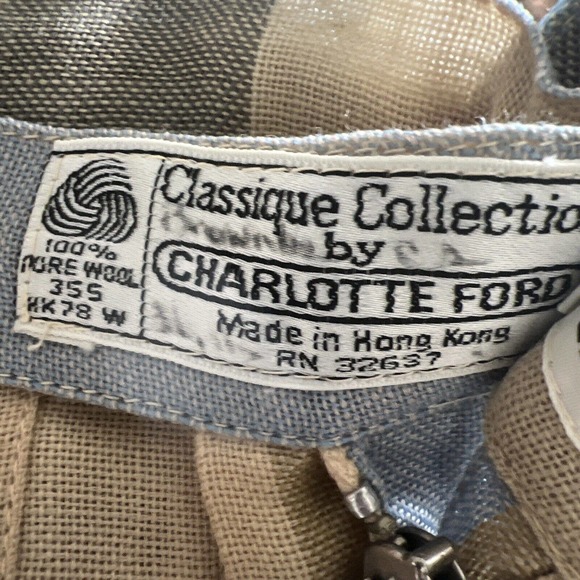 100%
PURE WOOL
355
HK78 W
Classique Collectio
by
CHARLOTTE FORD
Made in Hong Kong
RN 32637